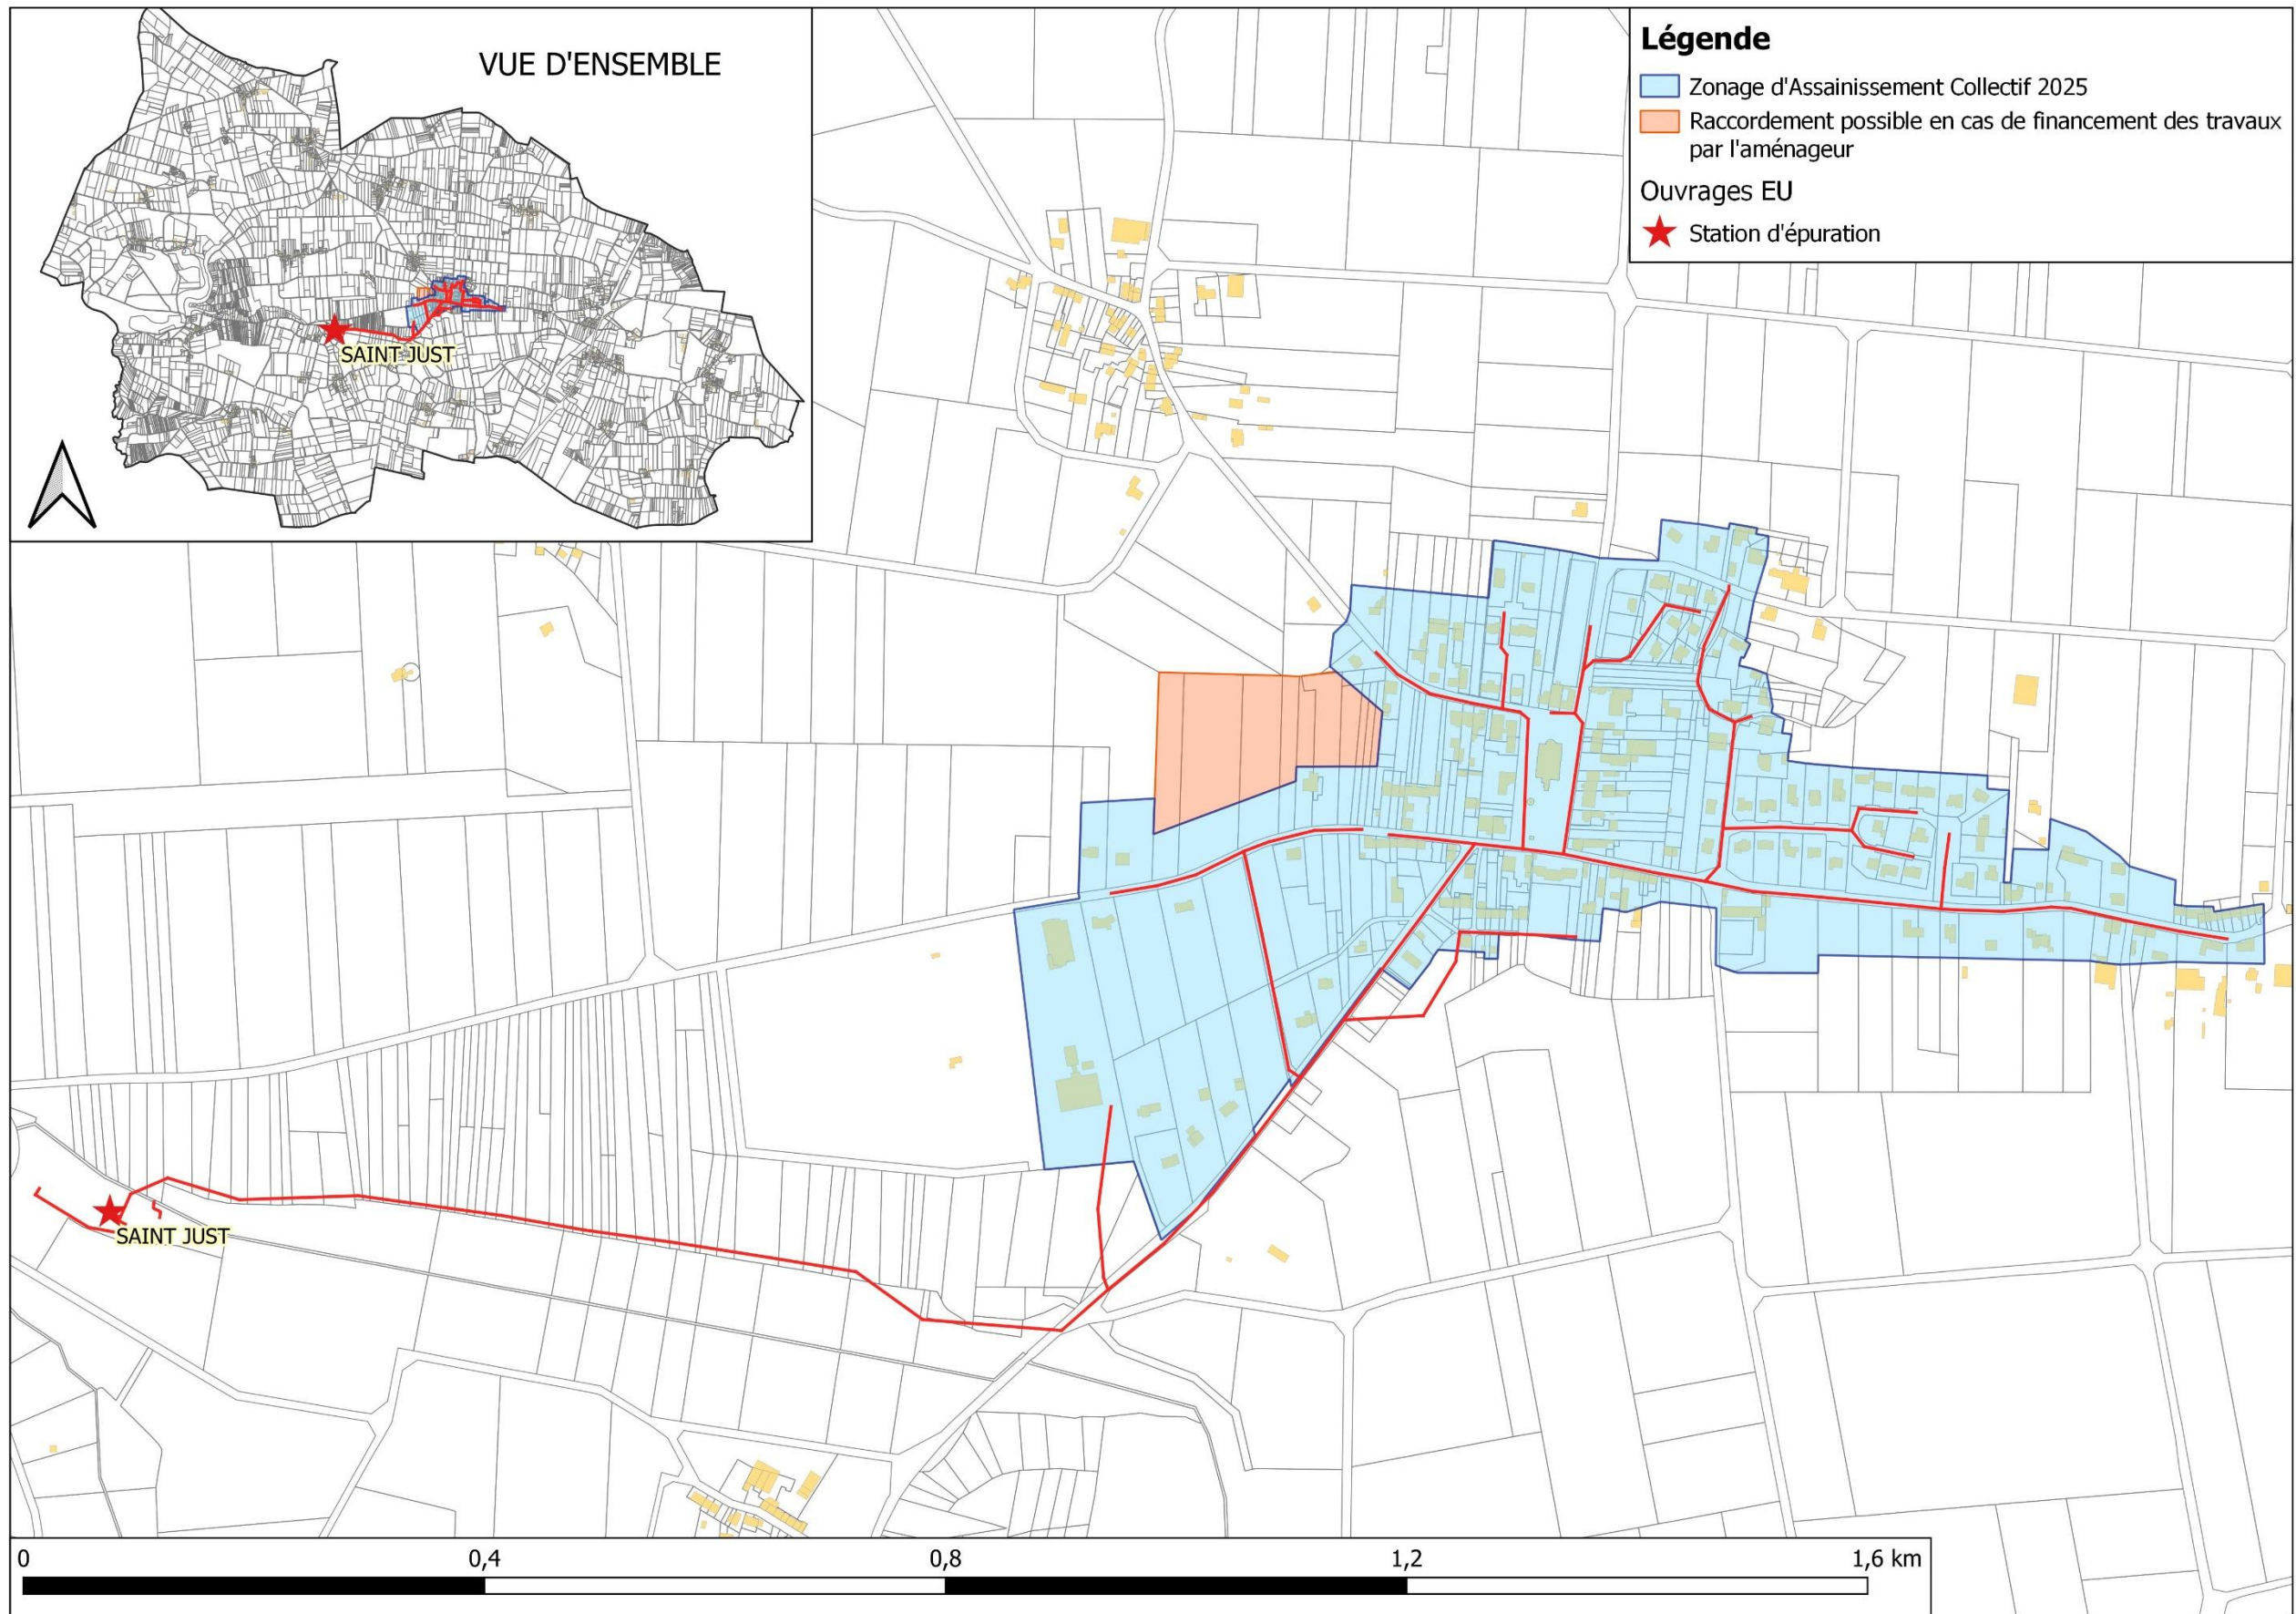 VUE D'ENSEMBLE
SAINT JUST
Légende
Zonage d'Assainissement Collectif 2025
Raccordement possible en cas de financement des travaux
par l'aménageur
Ouvrages EU
Station d'épuration
SAINT JUST
0 0,4 0,8 1,2 1,6 km